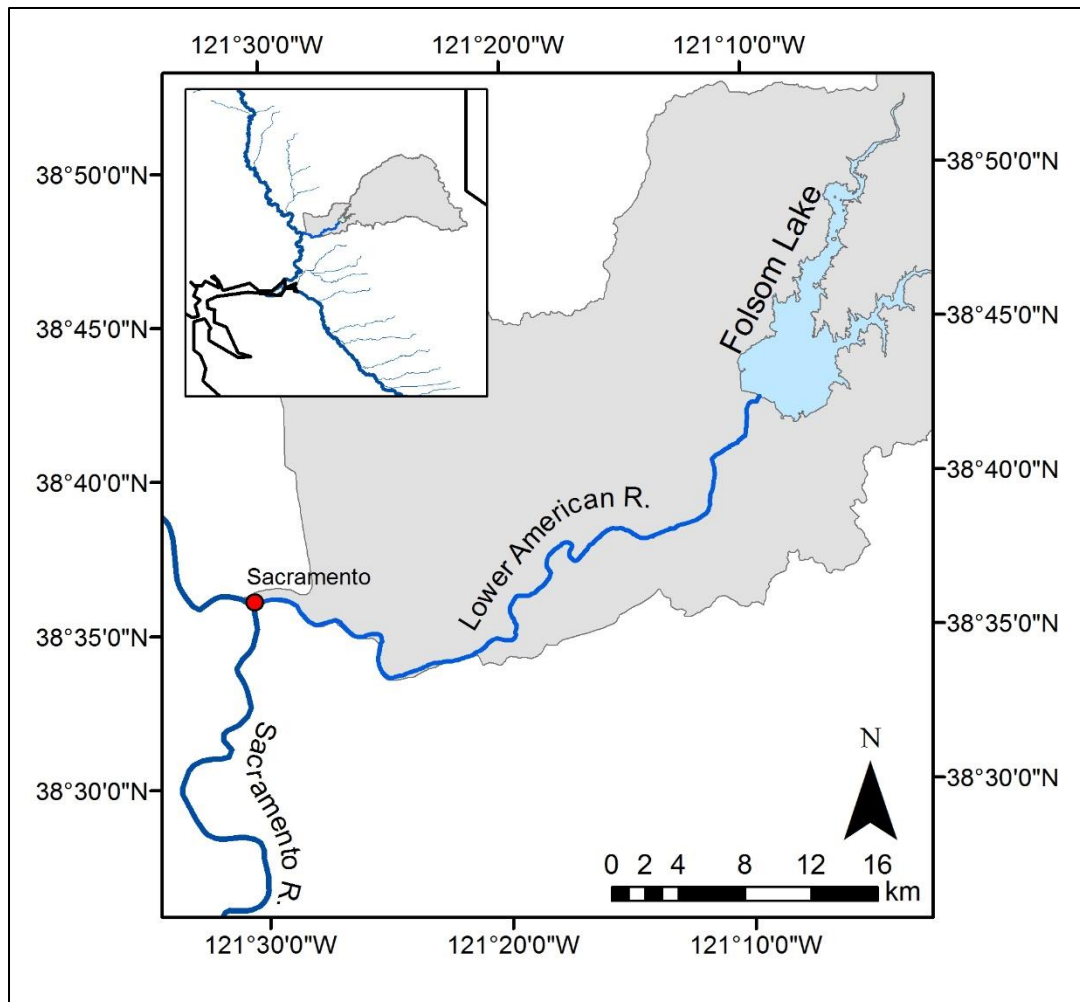 121°30'0"W 121°20'0"W 121°10'0"W
38°50'0"N 38°50'0"N
Folsom Lake
38°45'0"N 38°45'0"N
38°40'0"N 38°40'0"N
Lower American R.
Sacramento
38°35'0"N 38°35'0"N
Sacramento R.
N
38°30'0"N 38°30'0"N
0 2 4 8 12 16
km
121°30'0"W 121°20'0"W 121°10'0"W